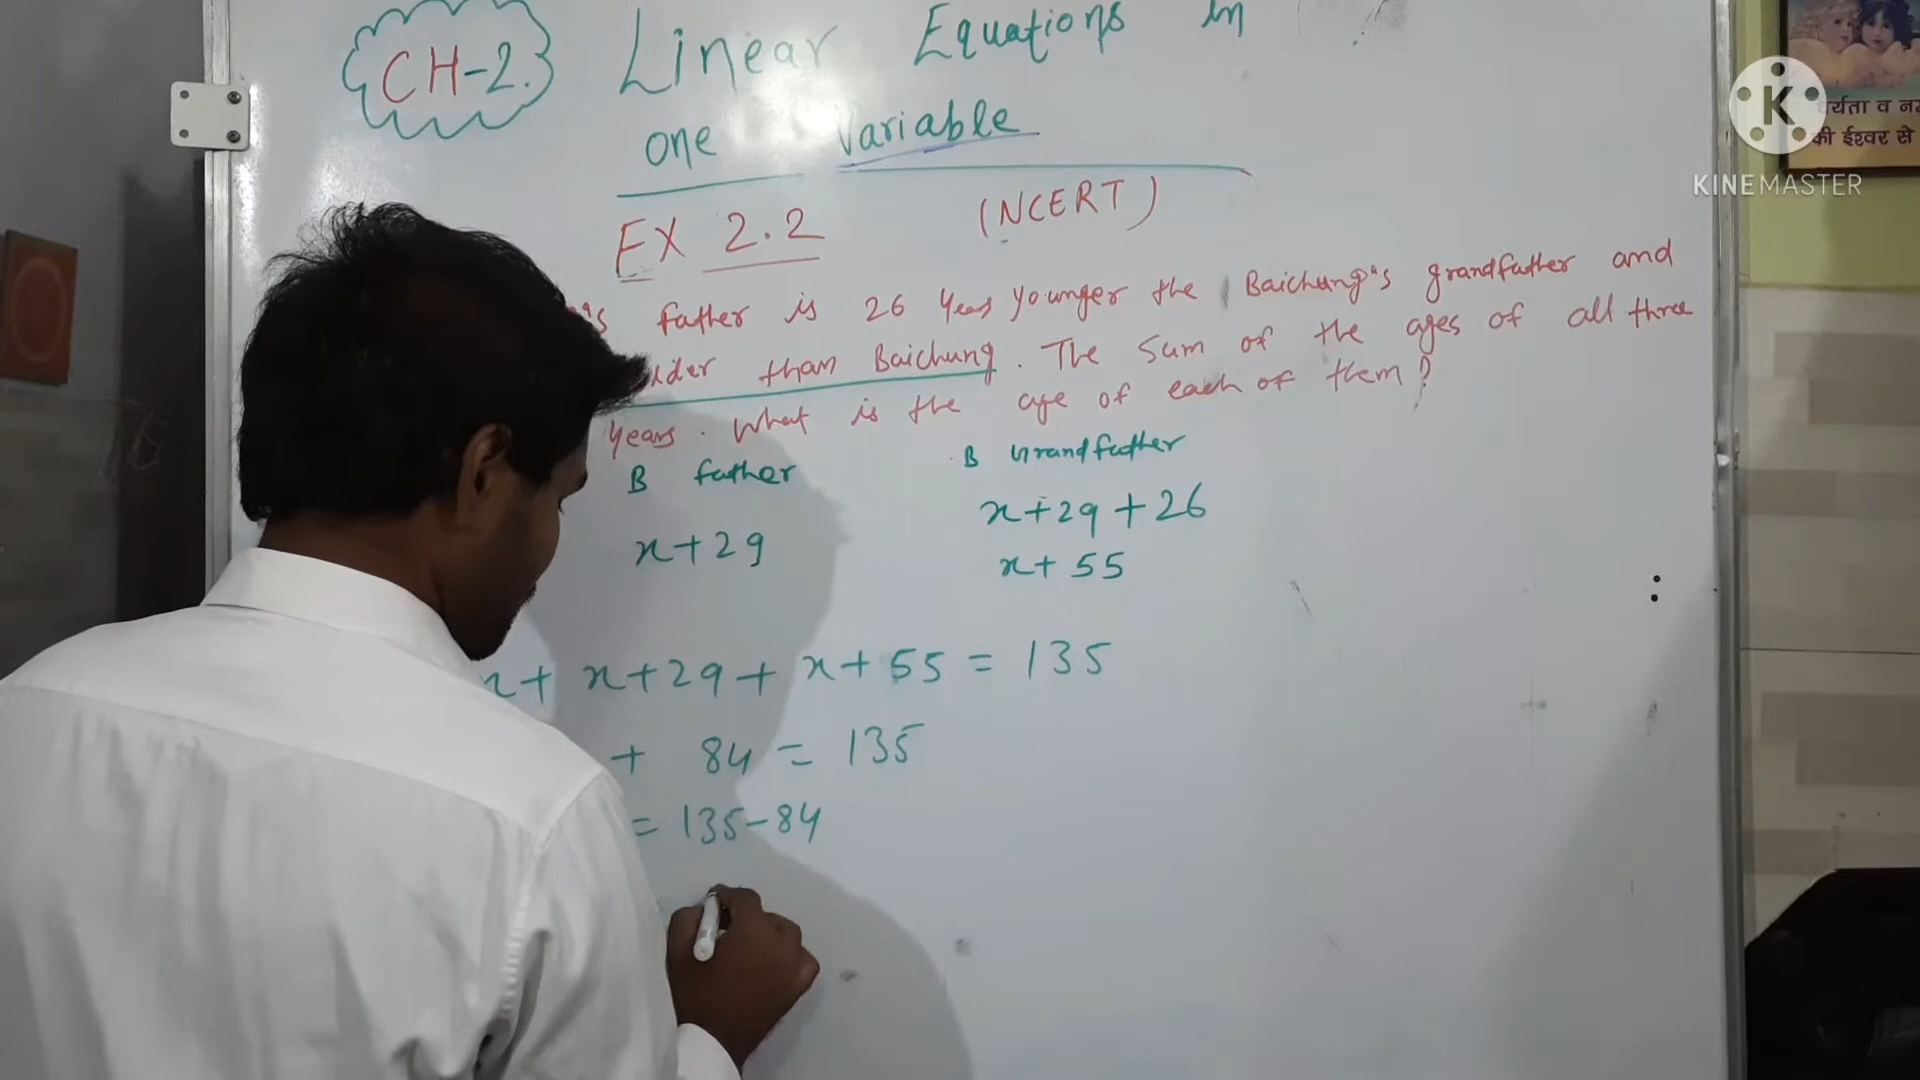 CH-2.
Linear Equations in
one variable
EX 2.2 (NCERT)
father is 26 years younger the Baichung's grandfather and
than Baichung. The sum of the ages of all three
years. What is the age of each of them?
B father
B Grandfather
x+29
x+29+26
x+55
x+ x+29+ x+55 = 135
+ 84 = 135
= 135-84
K
KINEMASTER
व
की ईश्वर से